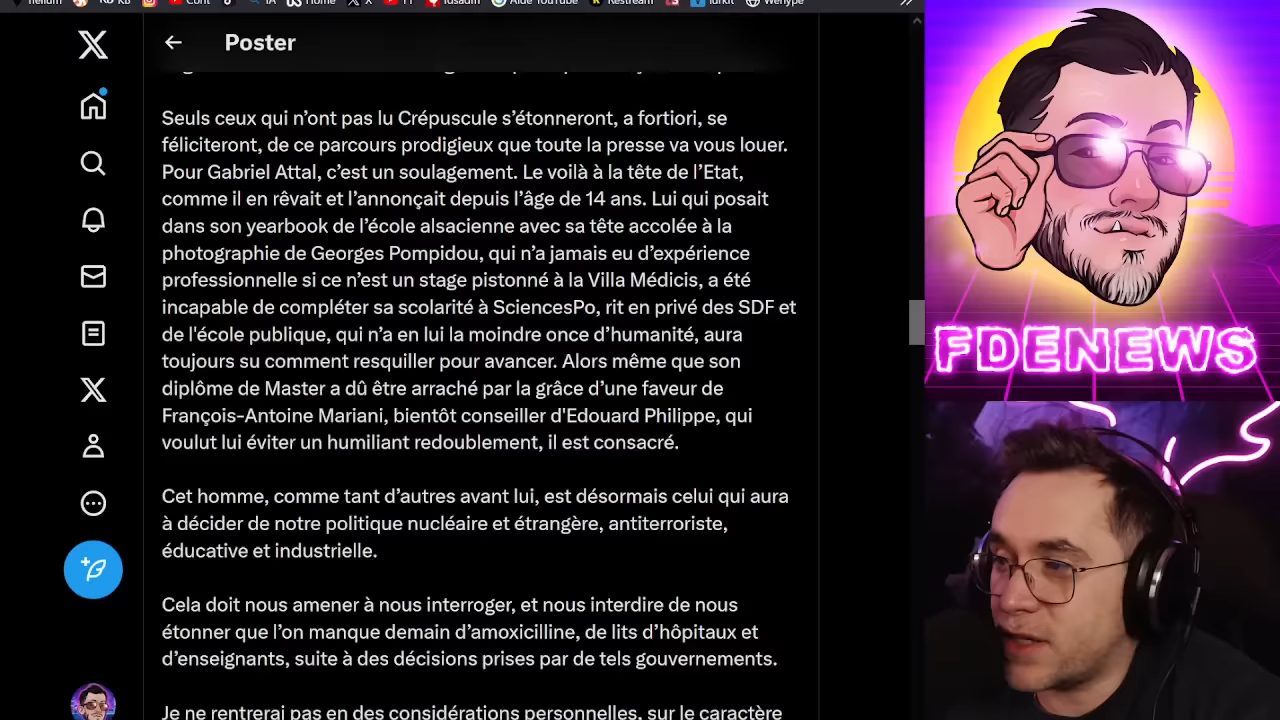 Home
X
Aide YouTube
Restream
Poster
Seuls ceux qui n’ont pas lu Crépuscule s’étonneront, a fortiori, se
féliciteront, de ce parcours prodigieux que toute la presse va vous louer.
Pour Gabriel Attal, c’est un soulagement. Le voilà à la tête de l’Etat,
comme il en rêvait et l’annonçait depuis l’âge de 14 ans. Lui qui posait
dans son yearbook de l’école alsacienne avec sa tête accolée à la
photographie de Georges Pompidou, qui n’a jamais eu d’expérience
professionnelle si ce n’est un stage pistonné à la Villa Médicis, a été
incapable de compléter sa scolarité à SciencesPo, rit en privé des SDF et
de l'école publique, qui n’a en lui la moindre once d’humanité, aura
toujours su comment resquiller pour avancer. Alors même que son
diplôme de Master a dû être arraché par la grâce d’une faveur de
François-Antoine Mariani, bientôt conseiller d'Edouard Philippe, qui
voulut lui éviter un humiliant redoublement, il est consacré.
Cet homme, comme tant d’autres avant lui, est désormais celui qui aura
à décider de notre politique nucléaire et étrangère, antiterroriste,
éducative et industrielle.
Cela doit nous amener à nous interroger, et nous interdire de nous
étonner que l’on manque demain d’amoxicilline, de lits d’hôpitaux et
d’enseignants, suite à des décisions prises par de tels gouvernements.
Je ne rentrerai pas en des considérations personnelles, sur le caractère
FDENEWS